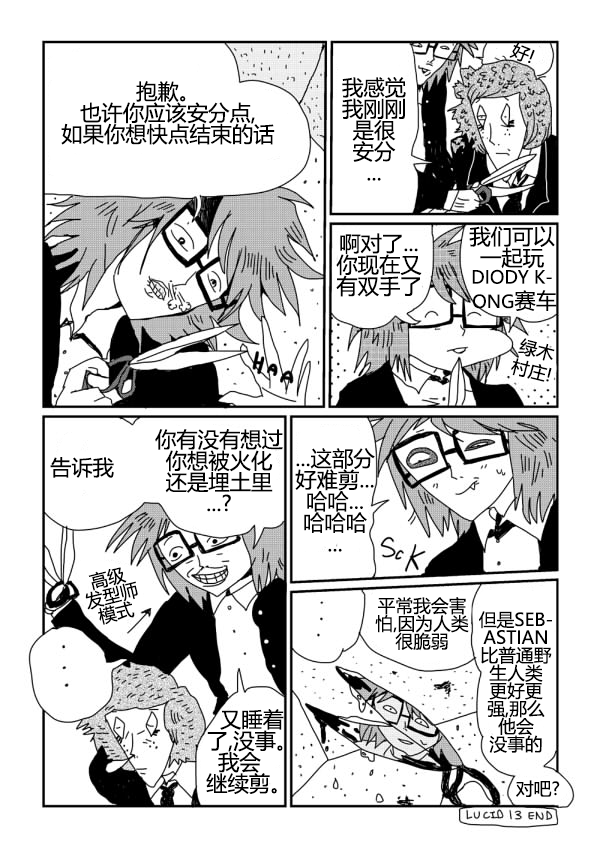 抱歉。
也许你应该安分点,
如果你想快点结束的话
HAA
好!
我感觉
我刚刚
是很
安分
...
啊对了...
你现在又
有双手了
我们可以
一起玩
DIODY K-
ONG赛车
绿木
村庄!
告诉我
你有没有想过
你想被火化
还是埋土里
...?
高级
发型师
模式
...
又睡着
了,没事。
我会
继续剪。
...这部分
好难剪...
哈哈...
哈哈哈
...
SCK
...
平常我会害
怕,因为人类
很脆弱
但是SEB-
ASTIAN
比普通野
生人类
更好更
强,那么
他会
没事的
对吧?
LUCID 13 END